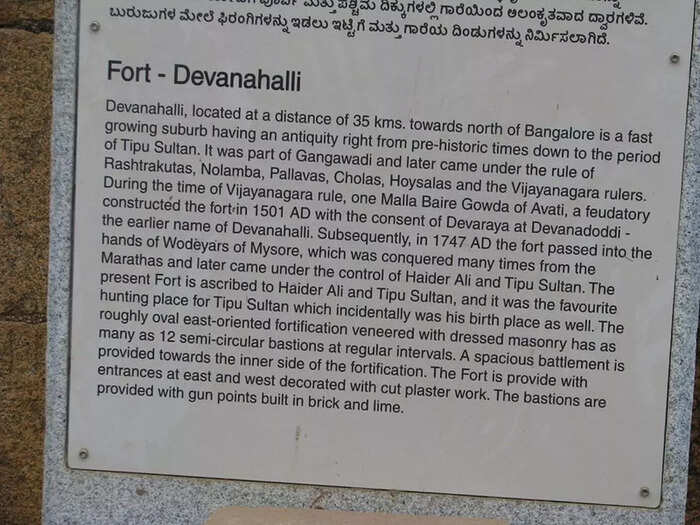 ಪೂರ್ವ ಮತ್ತು ಪಶ್ಚಿಮ ದಿಕ್ಕುಗಳಲ್ಲಿ ಗಾರೆಯಿಂದ ಅಲಂಕೃತವಾದ ದ್ವಾರಗಳಿವೆ.
ಬುರುಜುಗಳ ಮೇಲೆ ಫಿರಂಗಿಗಳನ್ನು ಇಡಲು ಇಟ್ಟಿಗೆ ಮತ್ತು ಗಾರೆಯ ದಿಂಡುಗಳನ್ನು ನಿರ್ಮಿಸಲಾಗಿದೆ.
Fort - Devanahalli
Devanahalli, located at a distance of 35 kms. towards north of Bangalore is a fast
growing suburb having an antiquity right from pre-historic times down to the period
of Tipu Sultan. It was part of Gangawadi and later came under the rule of
Rashtrakutas, Nolamba, Pallavas, Cholas, Hoysalas and the Vijayanagara rulers.
During the time of Vijayanagara rule, one Malla Baire Gowda of Avati, a feudatory
constructed the fort in 1501 AD with the consent of Devaraya at Devanadoddi -
the earlier name of Devanahalli. Subsequently, in 1747 AD the fort passed into the
hands of Wodeyars of Mysore, which was conquered many times from the
Marathas and later came under the control of Haider Ali and Tipu Sultan. The
present Fort is ascribed to Haider Ali and Tipu Sultan, and it was the favourite
hunting place for Tipu Sultan which incidentally was his birth place as well. The
roughly oval east-oriented fortification veneered with dressed masonry has as
many as 12 semi-circular bastions at regular intervals. A spacious battlement is
provided towards the inner side of the fortification. The Fort is provide with
entrances at east and west decorated with cut plaster work. The bastions are
provided with gun points built in brick and lime.